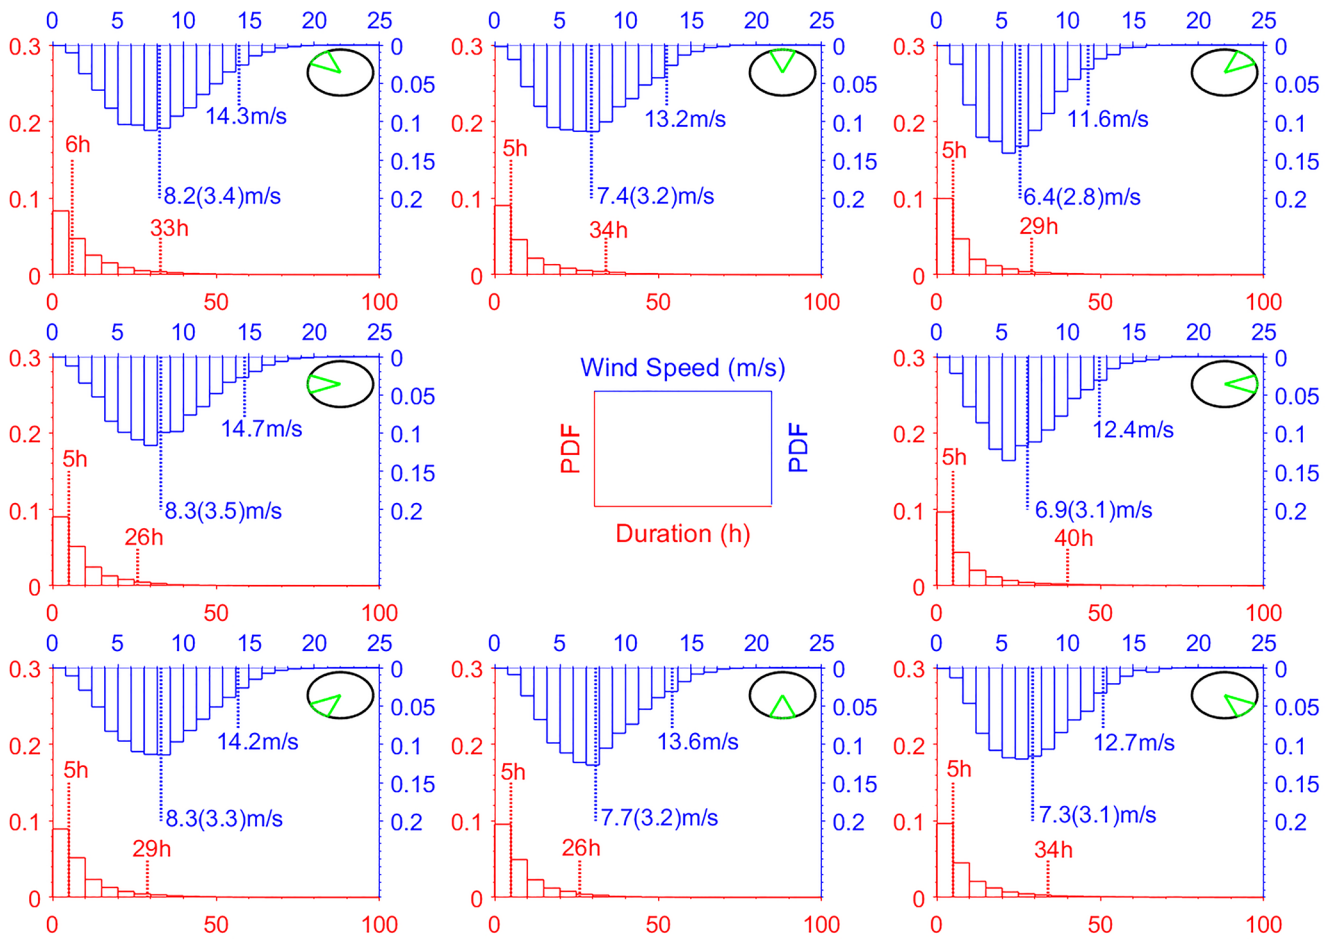 0 5 10 15 20 25 0 5 10 15 20 25 0 5 10 15 20 25
0.3 0 0.3 0 0.3 0
0.05 0.05 0.05
14.3m/s 13.2m/s 11.6m/s
0.2 0.1 0.2 0.1 0.2 0.1
6h 5h 5h
0.15 0.15 0.15
0.1 8.2(3.4)m/s 0.2 0.1 7.4(3.2)m/s 0.2 0.1 6.4(2.8)m/s 0.2
33h 34h 29h
0 0 0
0 50 100 0 50 100 0 50 100
0 5 10 15 20 25 0 5 10 15 20 25
0.3 0 0.3 0
Wind Speed (m/s)
0.05 0.05
14.7m/s 12.4m/s
0.2 0.1 PDF PDF 0.2 0.1
5h 5h
0.15 0.15
0.1 8.3(3.5)m/s 0.2 0.1 6.9(3.1)m/s 0.2
Duration (h)
26h 40h
0 0
0 50 100 0 50 100
0 5 10 15 20 25 0 5 10 15 20 25 0 5 10 15 20 25
0.3 0 0.3 0 0.3 0
0.05 0.05 0.05
14.2m/s 13.6m/s 12.7m/s
0.2 0.1 0.2 0.1 0.2 0.1
5h 5h 5h
0.15 0.15 0.15
0.1 8.3(3.3)m/s 0.2 0.1 7.7(3.2)m/s 0.2 0.1 7.3(3.1)m/s 0.2
29h 26h 34h
0 0 0
0 50 100 0 50 100 0 50 100